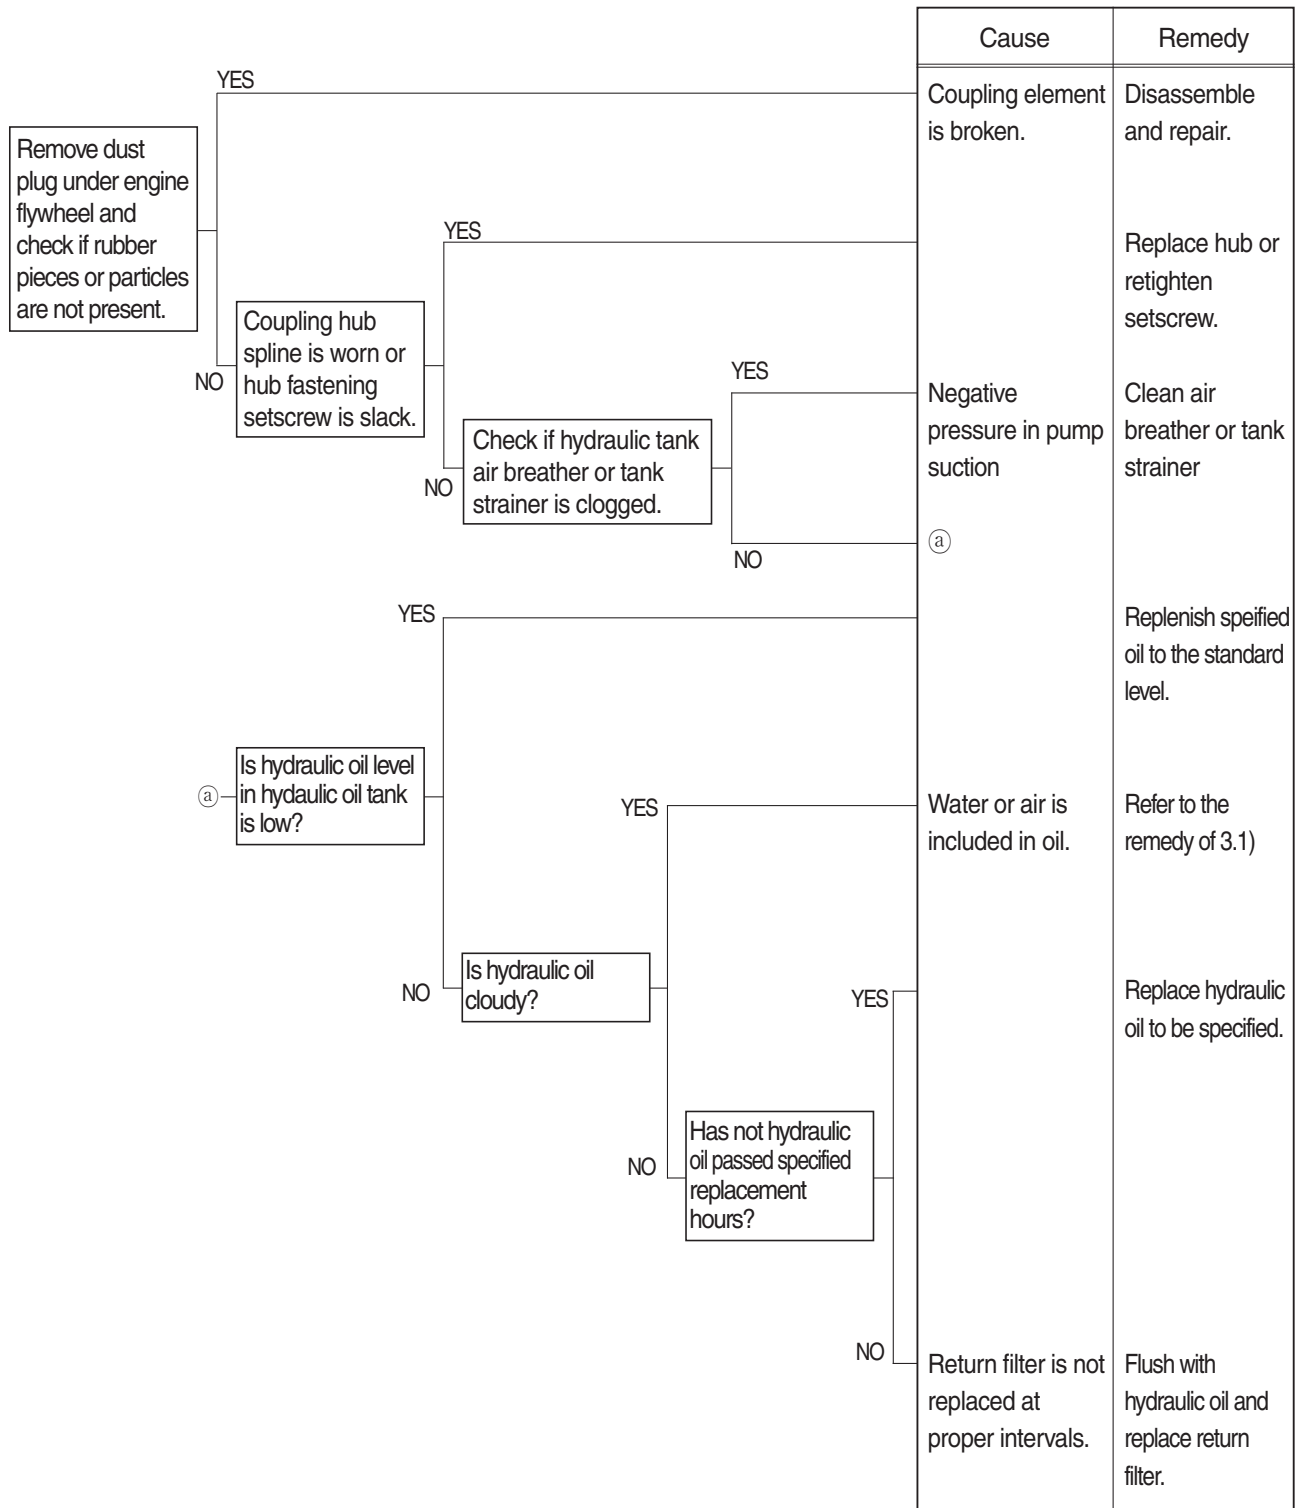 Cause
Remedy
YES
Coupling element
is broken.
Disassemble
and repair.
Remove dust
plug under engine
flywheel and
check if rubber
pieces or particles
are not present.
YES
Replace hub or
retighten
setscrew.
NO
Coupling hub
spline is worn or
hub fastening
setscrew is slack.
YES
Negative
pressure in pump
suction
Clean air
breather or tank
strainer
NO
Check if hydraulic tank
air breather or tank
strainer is clogged.
NO
ⓐ
YES
Replenish speified
oil to the standard
level.
ⓐ
Is hydraulic oil level
in hydaulic oil tank
is low?
YES
Water or air is
included in oil.
Refer to the
remedy of 3.1)
NO
Is hydraulic oil
cloudy?
YES
Replace hydraulic
oil to be specified.
NO
Has not hydraulic
oil passed specified
replacement
hours?
NO
Return filter is not
replaced at
proper intervals.
Flush with
hydraulic oil and
replace return
filter.